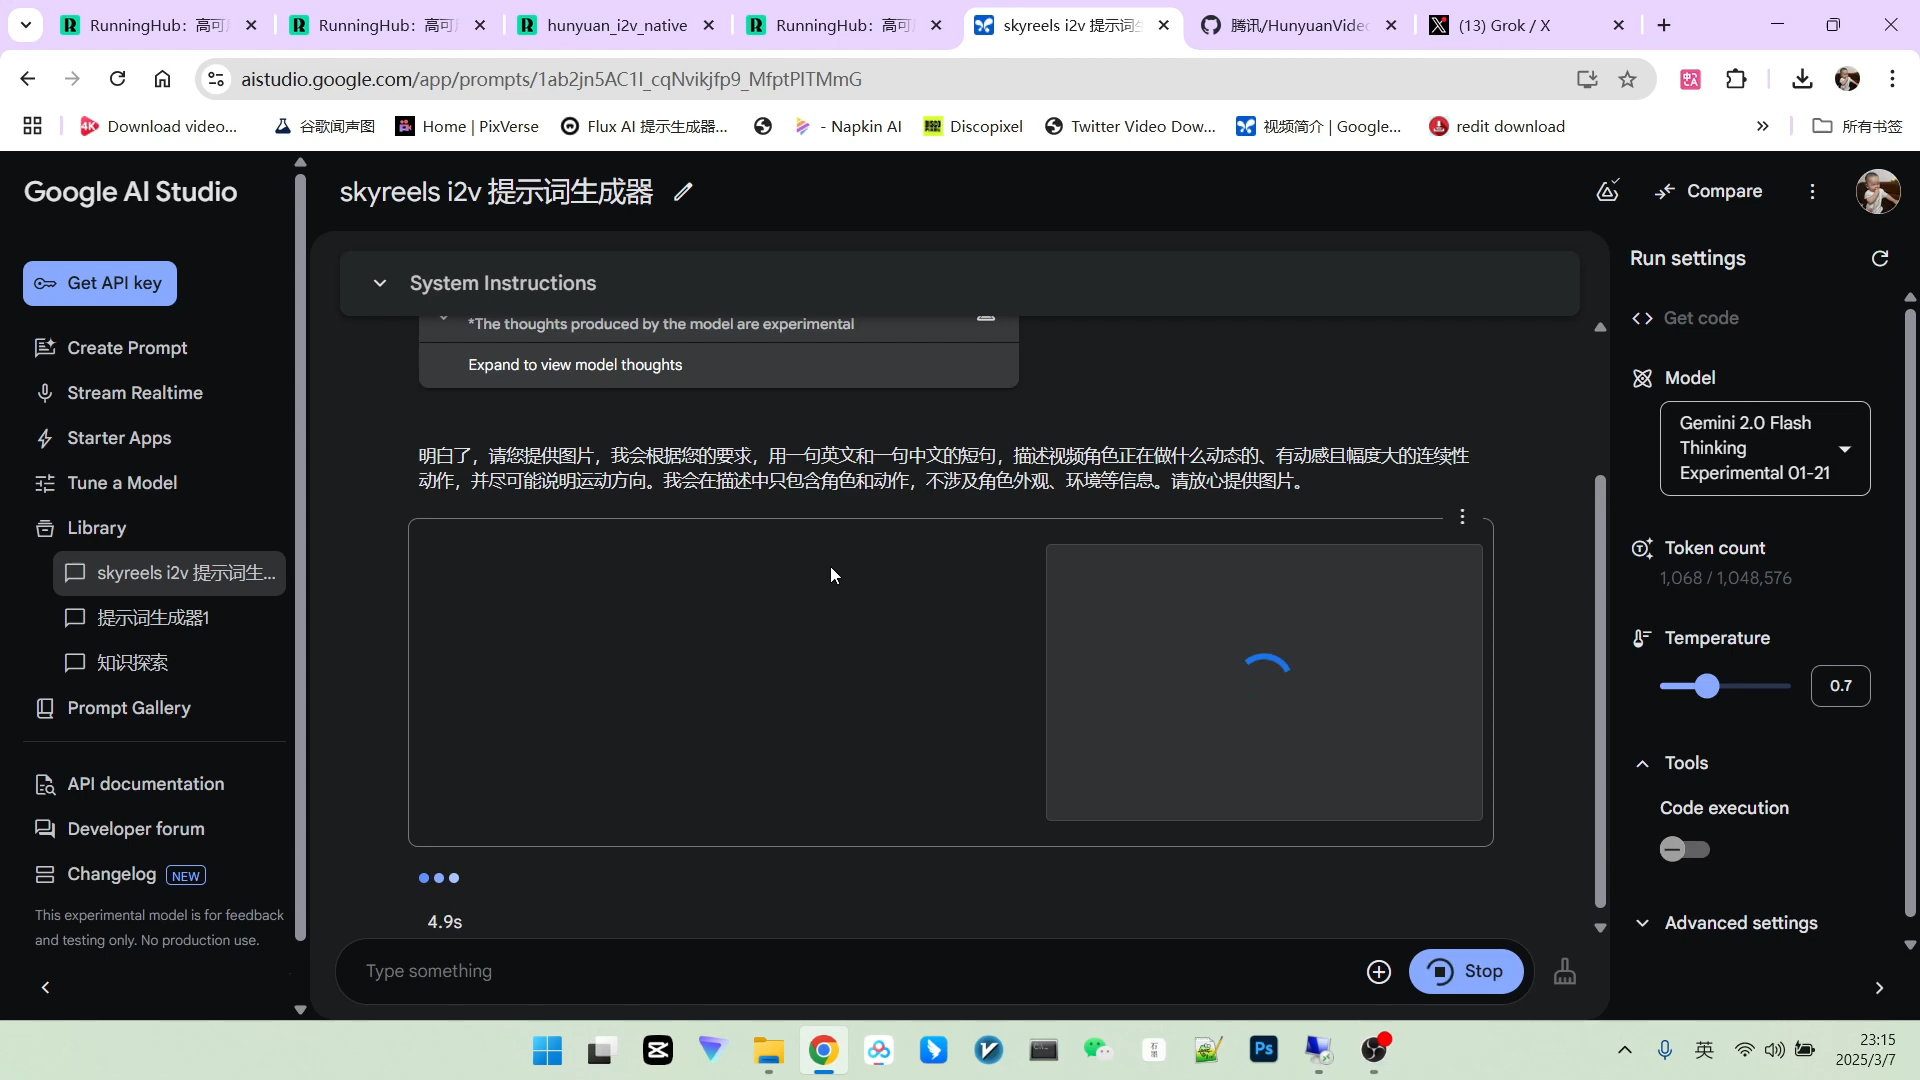 RunningHub：高可
RunningHub：高可
hunyuan_i2v_native
RunningHub：高可
skyreels i2v 提示词生
腾讯/HunyuanVide
(13) Grok / X
aistudio.google.com/app/prompts/1ab2jn5AC1I_cqNvikjfp9_MfptPITMmG
Download video...
谷歌闻声图
Home | PixVerse
Flux AI 提示生成器...
- Napkin AI
Discopixel
Twitter Video Dow...
视频简介 | Google...
redit download
所有书签
Google AI Studio
skyreels i2v 提示词生成器
Compare
Get API key
Create Prompt
Stream Realtime
Starter Apps
Tune a Model
Library
skyreels i2v 提示词生...
提示词生成器1
知识探索
Prompt Gallery
API documentation
Developer forum
Changelog NEW
This experimental model is for feedback
and testing only. No production use.
System Instructions
*The thoughts produced by the model are experimental
Expand to view model thoughts
明白了，请您提供图片，我会根据您的要求，用一句英文和一句中文的短句，描述视频角色正在做什么动态的、有动感且幅度大的连续性
动作，并尽可能说明运动方向。我会在描述中只包含角色和动作，不涉及角色外观、环境等信息。请放心提供图片。
4.9s
Type something
Stop
Run settings
Get code
Model
Gemini 2.0 Flash
Thinking
Experimental 01-21
Token count
1,068 / 1,048,576
Temperature
0.7
Tools
Code execution
Advanced settings
Ps
英
23:15
2025/3/7